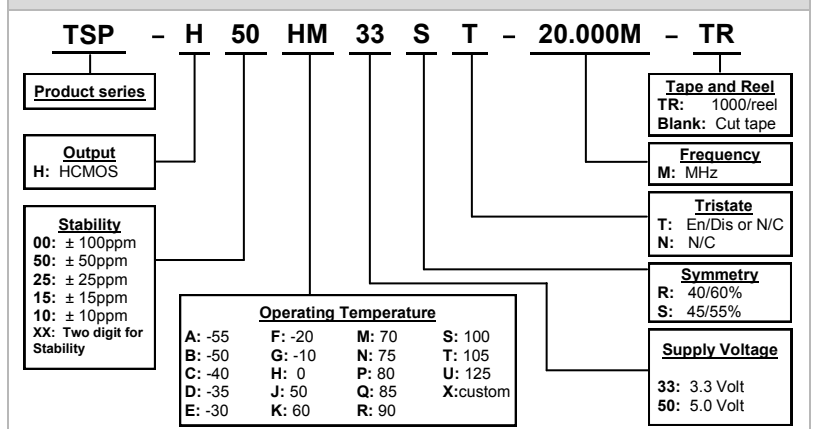 TSP – H 50 HM 33 S T – 20.000M – TR
Product series
Output
H: HCMOS
Stability
00: ± 100ppm
50: ± 50ppm
25: ± 25ppm
15: ± 15ppm
10: ± 10ppm
XX: Two digit for
Stability
Operating Temperature
A: -55 F: -20 M: 70 S: 100
B: -50 G: -10 N: 75 T: 105
C: -40 H: 0 P: 80 U: 125
D: -35 J: 50 Q: 85 X:custom
E: -30 K: 60 R: 90
Tape and Reel
TR: 1000/reel
Blank: Cut tape
Frequency
M: MHz
Tristate
T: En/Dis or N/C
N: N/C
Symmetry
R: 40/60%
S: 45/55%
Supply Voltage
33: 3.3 Volt
50: 5.0 Volt